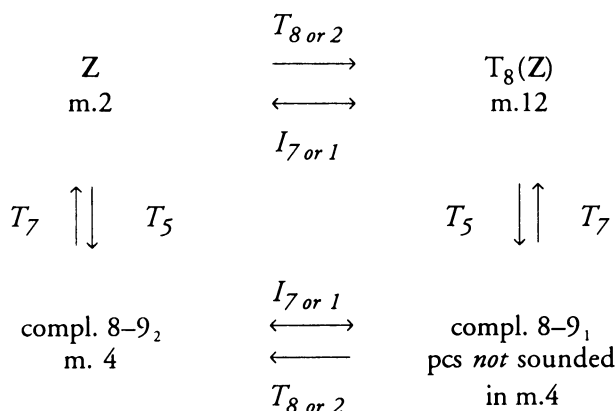 T₈ or 2
Z T₈(Z)
m.2 m.12
I₇ or 1
T₇ T₅ T₅ T₇
I₇ or 1
compl. 8–9₂ compl. 8–9₁
m. 4 pcs not sounded
T₈ or 2 in m.4